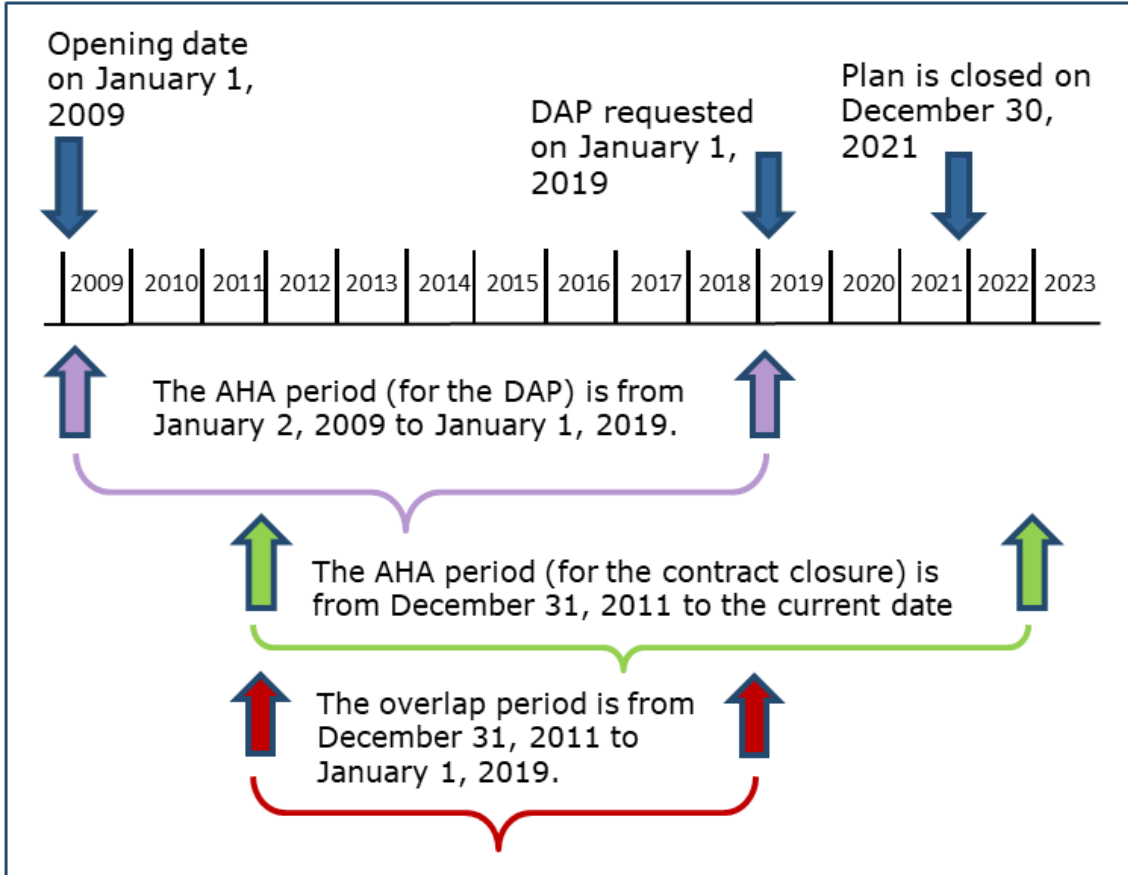 Opening date
on January 1,
2009
DAP requested
on January 1,
2019
Plan is closed on
December 30,
2021
2009 2010 2011 2012 2013 2014 2015 2016 2017 2018 2019 2020 2021 2022 2023
The AHA period (for the DAP) is from
January 2, 2009 to January 1, 2019.
The AHA period (for the contract closure) is
from December 31, 2011 to the current date
The overlap period is from
December 31, 2011 to
January 1, 2019.